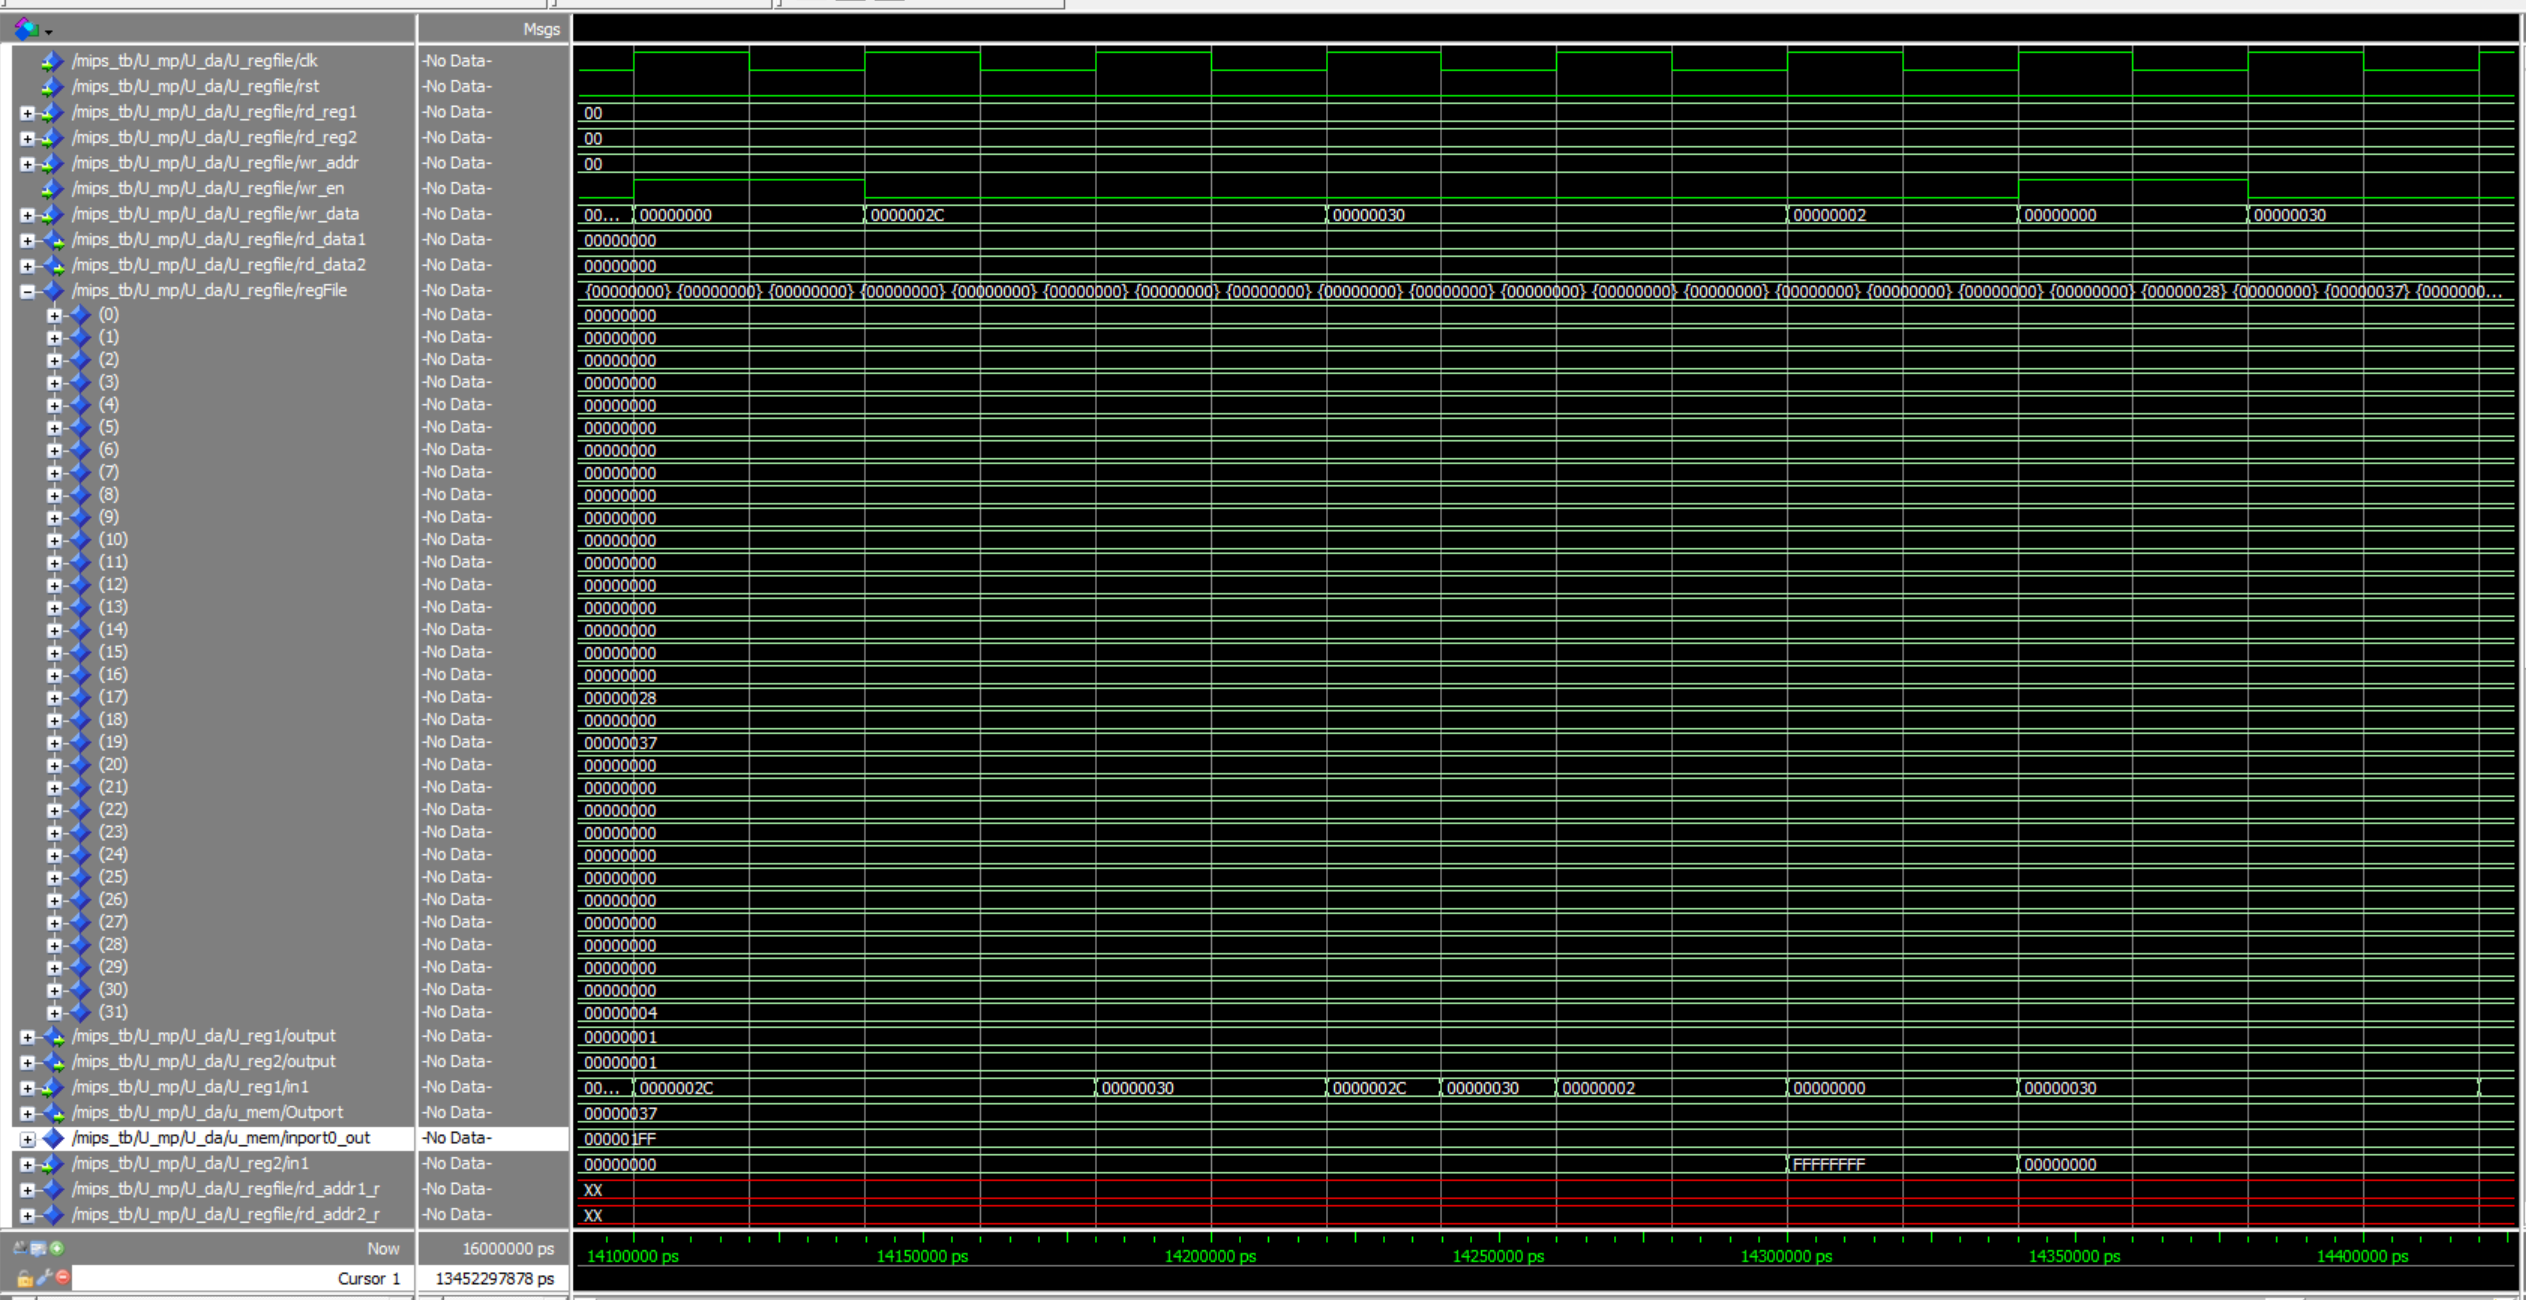 Msgs
/mips_tb/U_mp/U_da/U_regfile/clk -No Data-
/mips_tb/U_mp/U_da/U_regfile/rst -No Data-
/mips_tb/U_mp/U_da/U_regfile/rd_reg1 -No Data- 00
/mips_tb/U_mp/U_da/U_regfile/rd_reg2 -No Data- 00
/mips_tb/U_mp/U_da/U_regfile/wr_addr -No Data- 00
/mips_tb/U_mp/U_da/U_regfile/wr_en -No Data-
/mips_tb/U_mp/U_da/U_regfile/wr_data -No Data- 00... 00000000 0000002C 00000030 00000002 00000000 00000030
/mips_tb/U_mp/U_da/U_regfile/rd_data1 -No Data- 00000000
/mips_tb/U_mp/U_da/U_regfile/rd_data2 -No Data- 00000000
/mips_tb/U_mp/U_da/U_regfile/regFile -No Data- {00000000} {00000000} {00000000} {00000000} {00000000} {00000000} {00000000} {00000000} {00000000} {00000000} {00000000} {00000000} {00000000} {00000000} {00000000} {00000000} {00000000} {00000028} {00000000} {00000037} {0000000...
(0) -No Data- 00000000
(1) -No Data- 00000000
(2) -No Data- 00000000
(3) -No Data- 00000000
(4) -No Data- 00000000
(5) -No Data- 00000000
(6) -No Data- 00000000
(7) -No Data- 00000000
(8) -No Data- 00000000
(9) -No Data- 00000000
(10) -No Data- 00000000
(11) -No Data- 00000000
(12) -No Data- 00000000
(13) -No Data- 00000000
(14) -No Data- 00000000
(15) -No Data- 00000000
(16) -No Data- 00000000
(17) -No Data- 00000028
(18) -No Data- 00000000
(19) -No Data- 00000037
(20) -No Data- 00000000
(21) -No Data- 00000000
(22) -No Data- 00000000
(23) -No Data- 00000000
(24) -No Data- 00000000
(25) -No Data- 00000000
(26) -No Data- 00000000
(27) -No Data- 00000000
(28) -No Data- 00000000
(29) -No Data- 00000000
(30) -No Data- 00000000
(31) -No Data- 00000004
/mips_tb/U_mp/U_da/U_reg1/output -No Data- 00000001
/mips_tb/U_mp/U_da/U_reg2/output -No Data- 00000001
/mips_tb/U_mp/U_da/U_reg1/in1 -No Data- 00... 0000002C 00000030 0000002C 00000030 00000002 00000000 00000030
/mips_tb/U_mp/U_da/u_mem/Outport -No Data- 00000037
/mips_tb/U_mp/U_da/u_mem/inport0_out -No Data- 000001FF
/mips_tb/U_mp/U_da/U_reg2/in1 -No Data- 00000000 FFFFFFFF 00000000
/mips_tb/U_mp/U_da/U_regfile/rd_addr1_r -No Data- XX
/mips_tb/U_mp/U_da/U_regfile/rd_addr2_r -No Data- XX
Now 16000000 ps 14100000 ps 14150000 ps 14200000 ps 14250000 ps 14300000 ps 14350000 ps 14400000 ps
Cursor 1 13452297878 ps